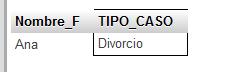 Nombre_F TIPO_CASO
Ana Divorcio